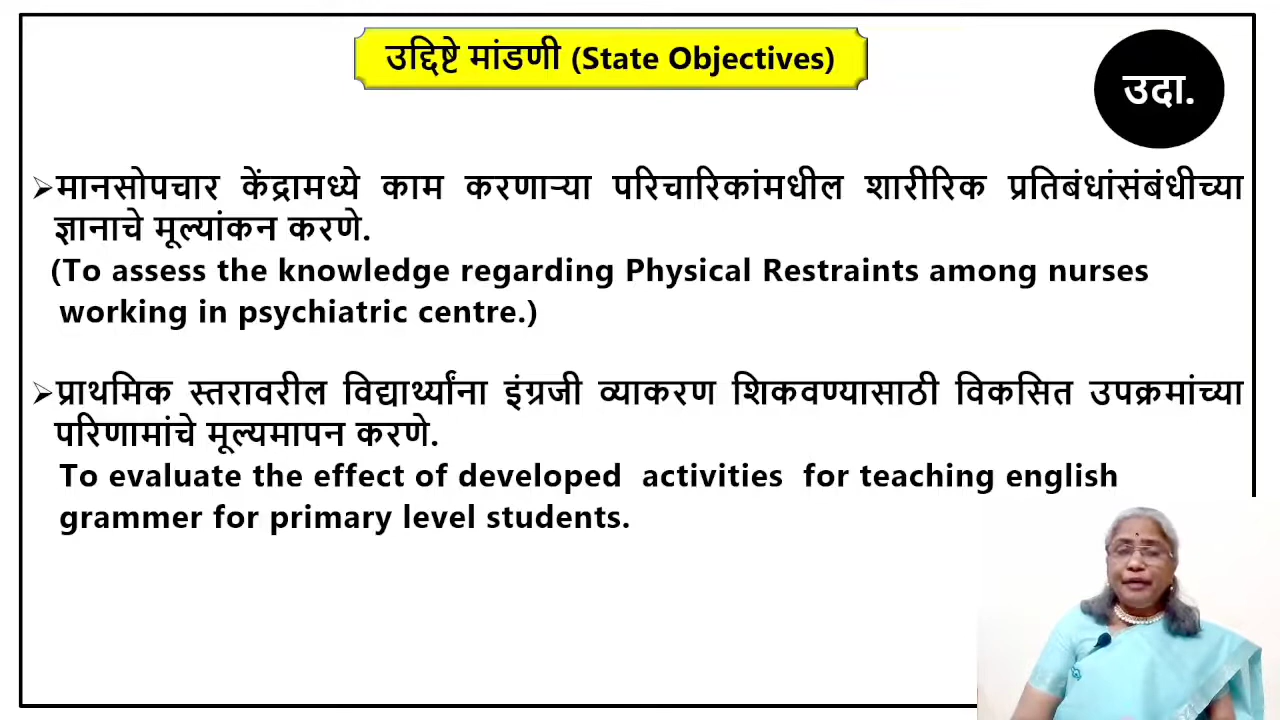 उद्दिष्टे मांडणी (State Objectives)
उदा.
➢मानसोपचार केंद्रामध्ये काम करणाऱ्या परिचारिकांमधील शारीरिक प्रतिबंधांसंबंधीच्या
ज्ञानाचे मूल्यांकन करणे.
(To assess the knowledge regarding Physical Restraints among nurses
working in psychiatric centre.)
➢प्राथमिक स्तरावरील विद्यार्थ्यांना इंग्रजी व्याकरण शिकवण्यासाठी विकसित उपक्रमांच्या
परिणामांचे मूल्यमापन करणे.
To evaluate the effect of developed activities for teaching english
grammer for primary level students.